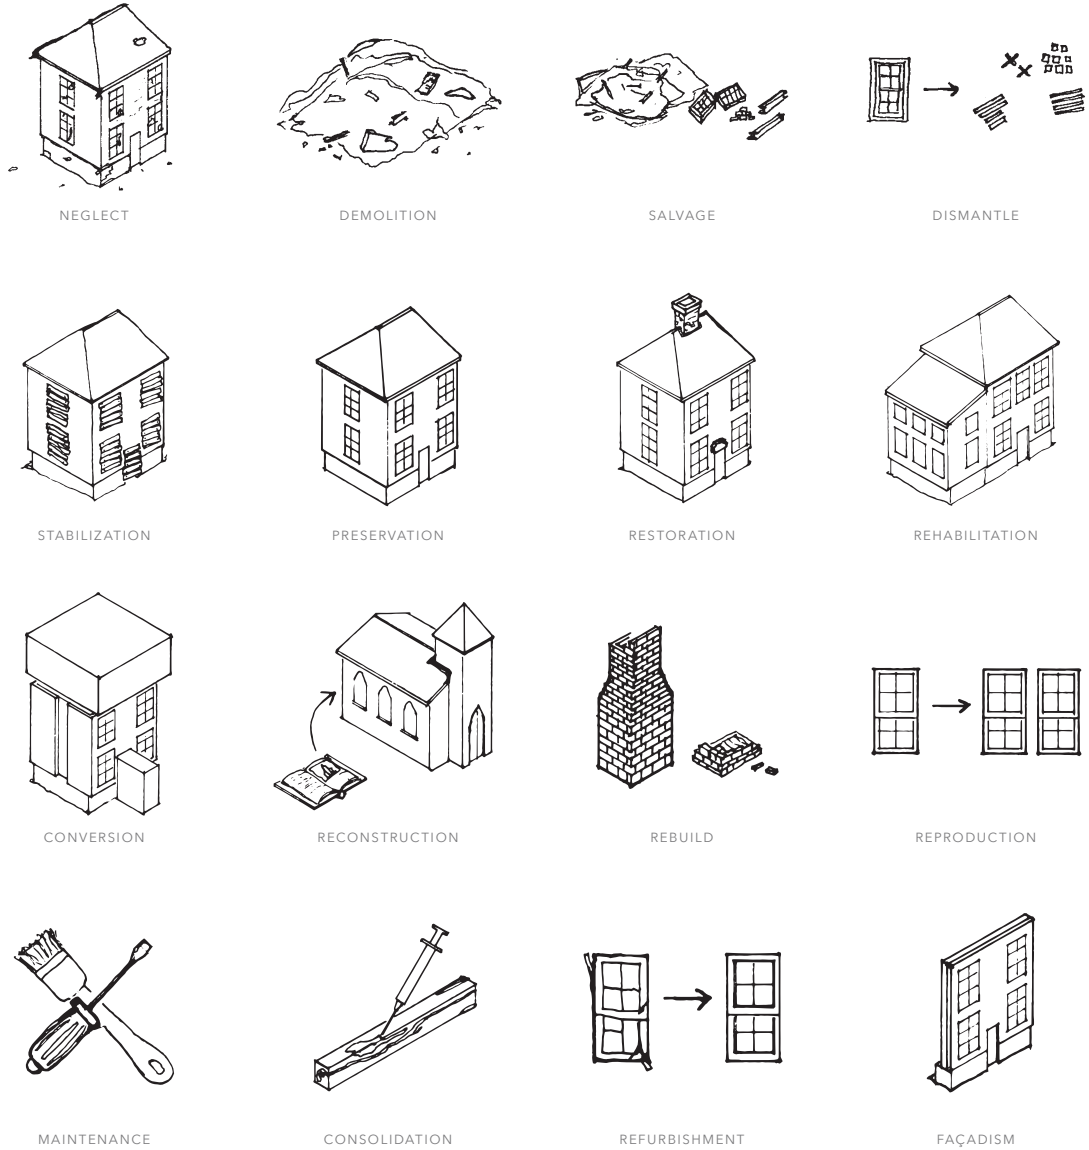 NEGLECT
DEMOLITION
SALVAGE
DISMANTLE
STABILIZATION
PRESERVATION
RESTORATION
REHABILITATION
CONVERSION
RECONSTRUCTION
REBUILD
REPRODUCTION
MAINTENANCE
CONSOLIDATION
REFURBISHMENT
FAÇADISM